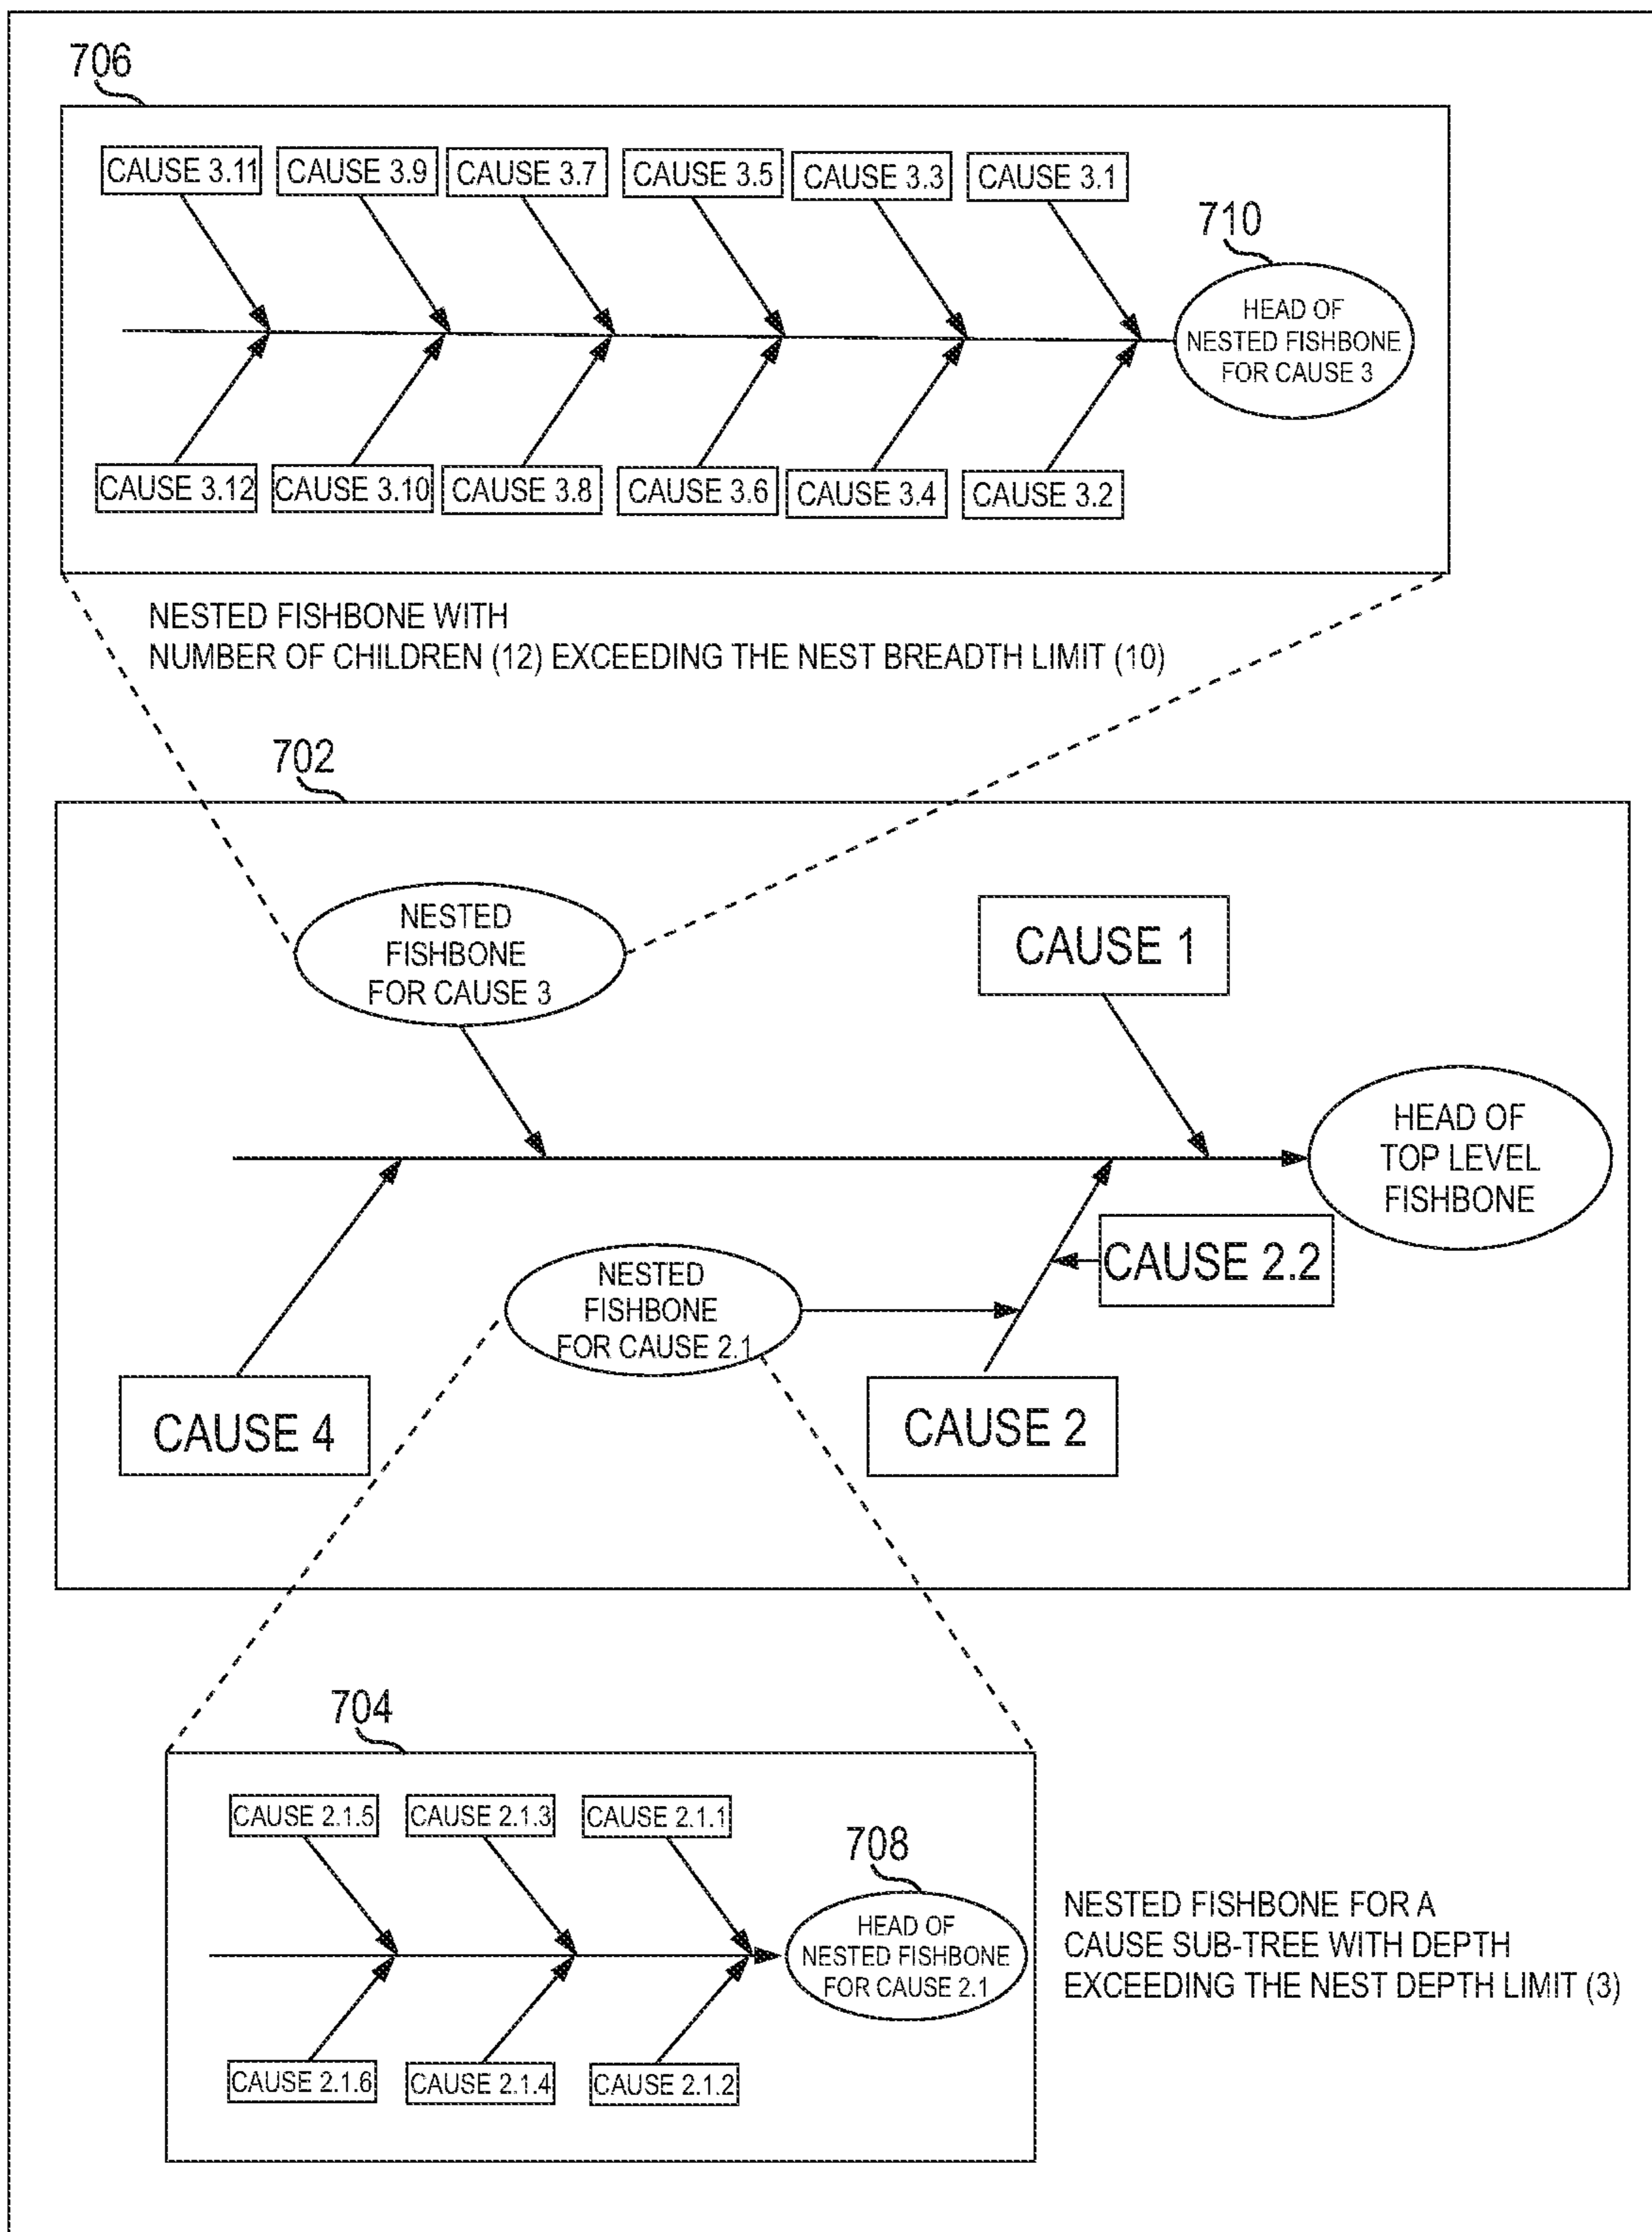 706
CAUSE 3.11 CAUSE 3.9 CAUSE 3.7 CAUSE 3.5 CAUSE 3.3 CAUSE 3.1
710
HEAD OF
NESTED FISHBONE
FOR CAUSE 3
CAUSE 3.12 CAUSE 3.10 CAUSE 3.8 CAUSE 3.6 CAUSE 3.4 CAUSE 3.2
NESTED FISHBONE WITH
NUMBER OF CHILDREN (12) EXCEEDING THE NEST BREADTH LIMIT (10)
702
NESTED
FISHBONE
FOR CAUSE 3
CAUSE 1
HEAD OF
TOP LEVEL
FISHBONE
CAUSE 2.2
NESTED
FISHBONE
FOR CAUSE 2.1
CAUSE 4
CAUSE 2
704
CAUSE 2.1.5 CAUSE 2.1.3 CAUSE 2.1.1
708
HEAD OF
NESTED FISHBONE
FOR CAUSE 2.1
CAUSE 2.1.6 CAUSE 2.1.4 CAUSE 2.1.2
NESTED FISHBONE FOR A
CAUSE SUB-TREE WITH DEPTH
EXCEEDING THE NEST DEPTH LIMIT (3)